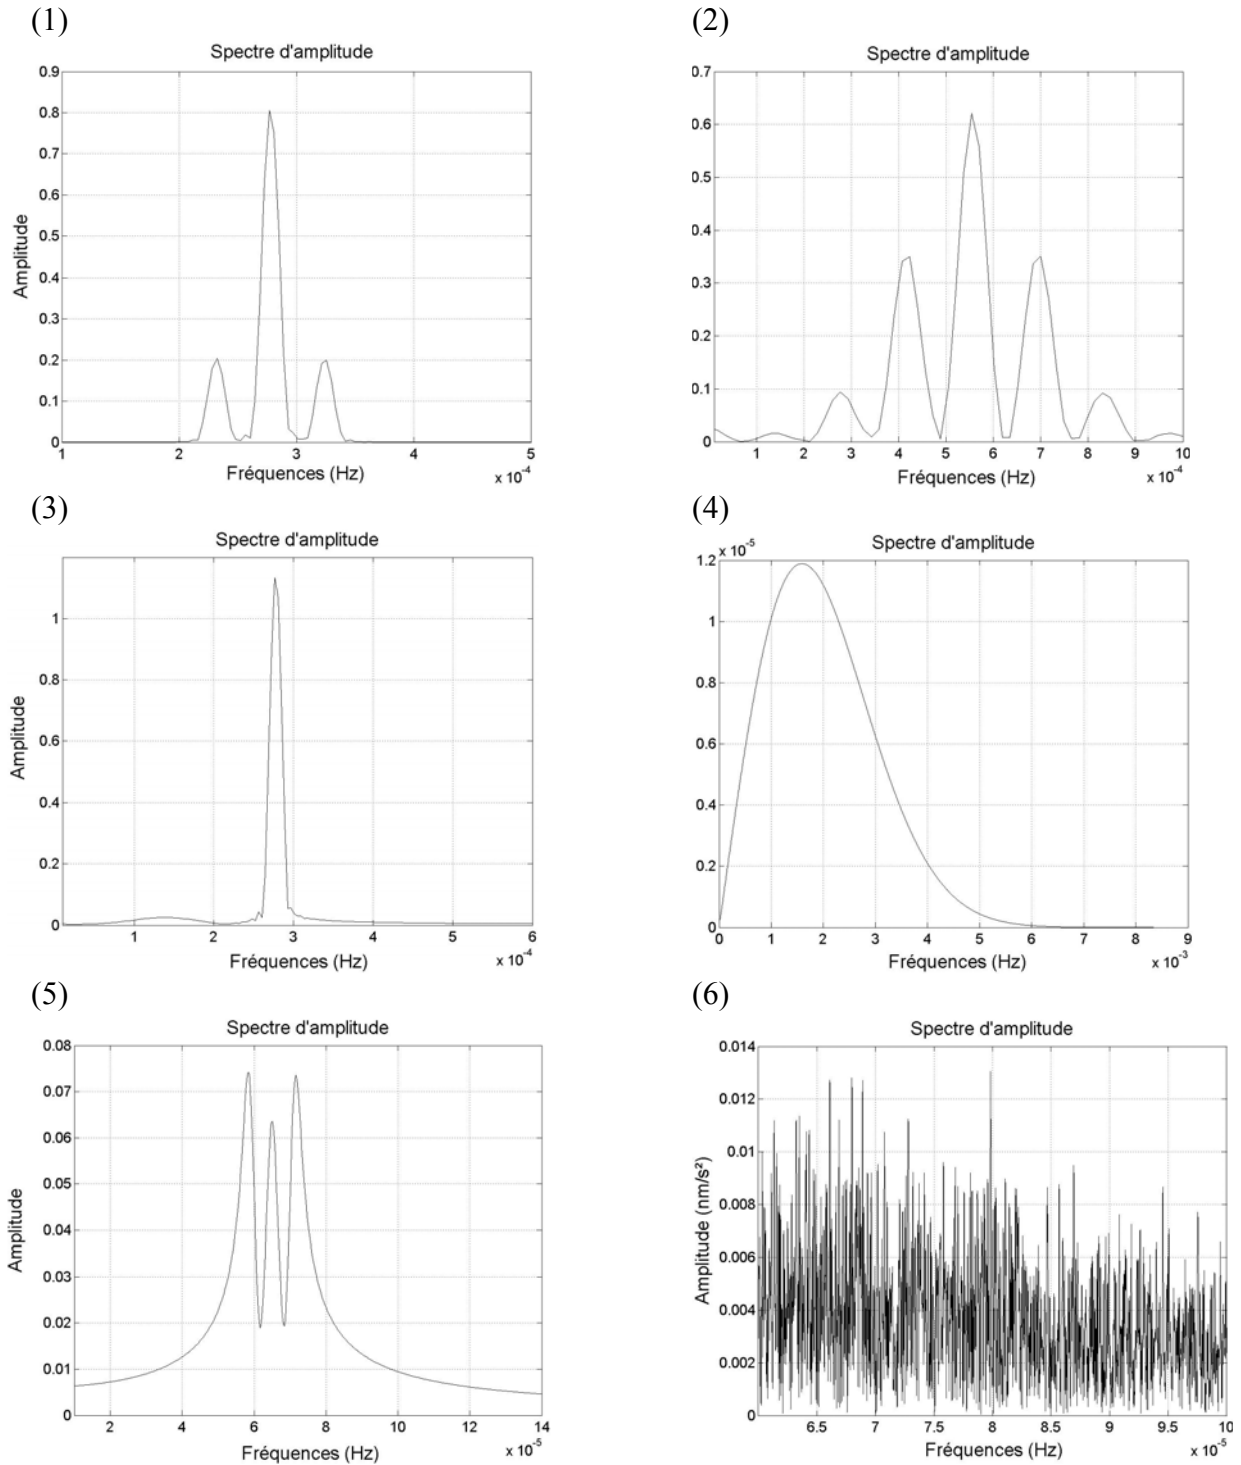 (1)
Spectre d'amplitude
0.9
0.8
0.7
0.6
0.5
0.4
0.3
0.2
0.1
0
Amplitude
1 2 3 4 5
Fréquences (Hz)
x 10⁻⁴
(2)
Spectre d'amplitude
0.7
0.6
0.5
0.4
0.3
0.2
0.1
0
1 2 3 4 5 6 7 8 9 10
Fréquences (Hz)
x 10⁻⁴
(3)
Spectre d'amplitude
1
0.8
0.6
0.4
0.2
0
Amplitude
1 2 3 4 5 6
Fréquences (Hz)
x 10⁻⁴
(4)
Spectre d'amplitude
x 10⁻⁵
1.2
1
0.8
0.6
0.4
0.2
0
0 1 2 3 4 5 6 7 8 9
Fréquences (Hz)
x 10⁻³
(5)
Spectre d'amplitude
0.08
0.07
0.06
0.05
0.04
0.03
0.02
0.01
0
Amplitude
2 4 6 8 10 12 14
Fréquences (Hz)
x 10⁻⁵
(6)
Spectre d'amplitude
0.014
0.012
0.01
0.008
0.006
0.004
0.002
0
Amplitude (nm/s²)
6.5 7 7.5 8 8.5 9 9.5 10
Fréquences (Hz)
x 10⁻⁵